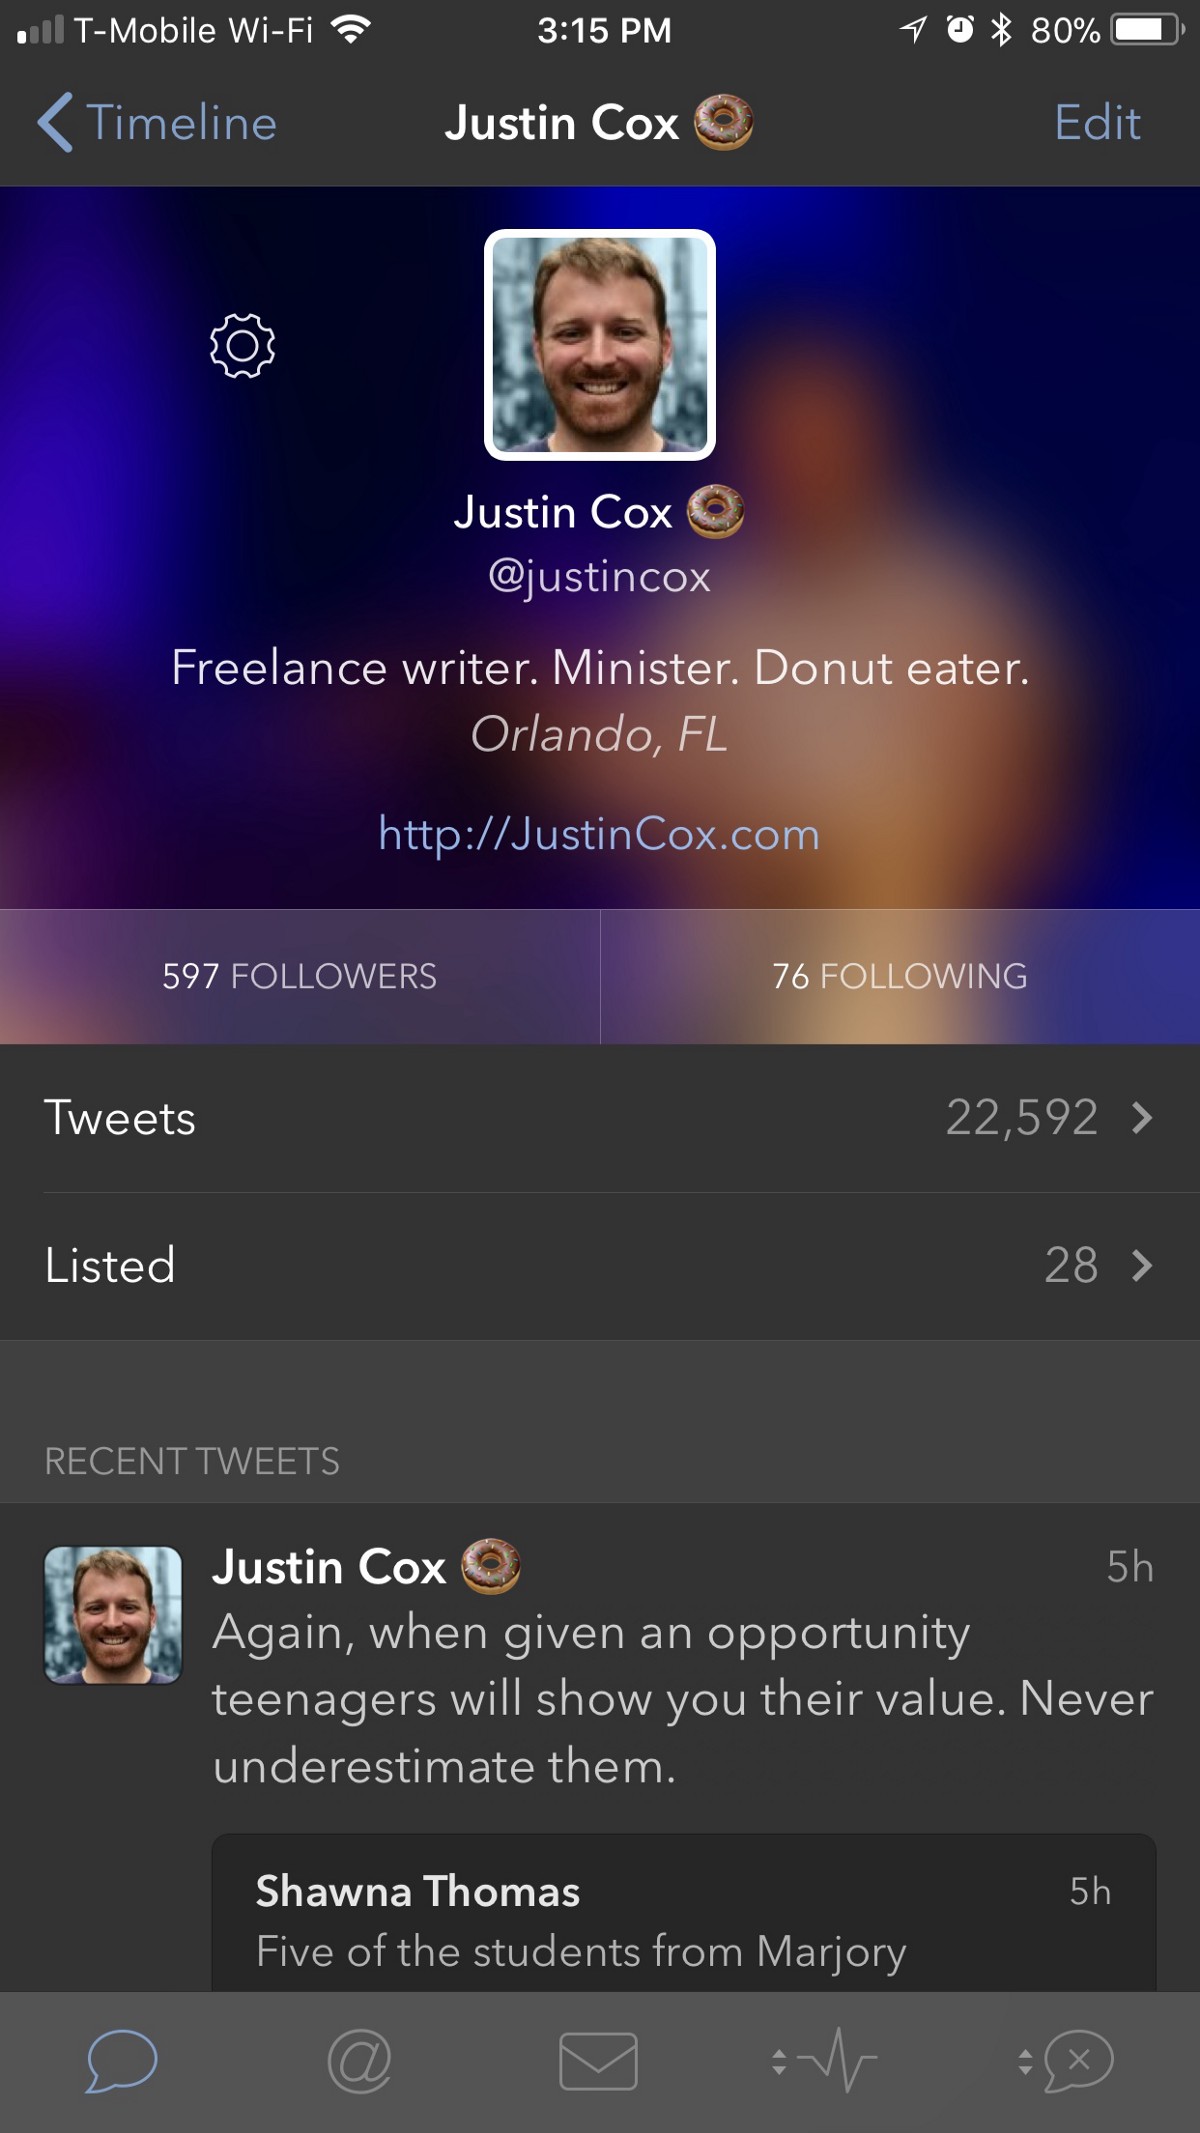 T-Mobile Wi-Fi 3:15 PM 80%
Timeline Justin Cox 🍩 Edit
Justin Cox 🍩
@justincox
Freelance writer. Minister. Donut eater.
Orlando, FL
http://JustinCox.com
597 FOLLOWERS 76 FOLLOWING
Tweets 22,592
Listed 28
RECENT TWEETS
Justin Cox 🍩 5h
Again, when given an opportunity
teenagers will show you their value. Never
underestimate them.
Shawna Thomas 5h
Five of the students from Marjory